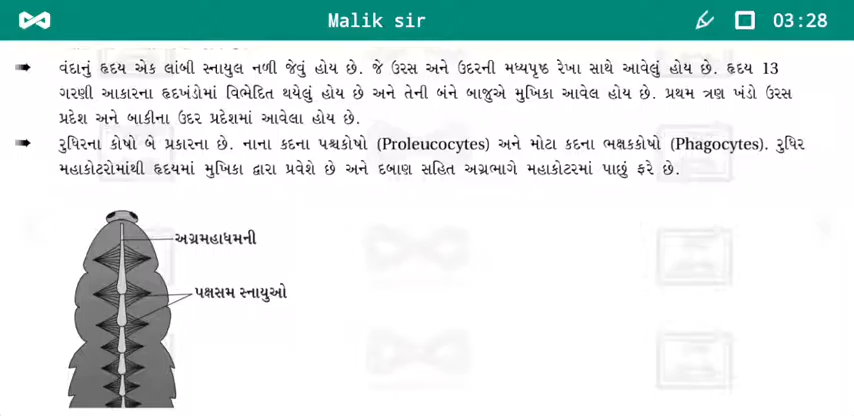 Malik sir
03:28
➡ વંદાનું હૃદય એક લાંબી સ્નાયુલ નળી જેવું હોય છે. જે ઉરસ અને ઉદરની મધ્યપૃષ્ઠ રેખા સાથે આવેલું હોય છે. હૃદય 13
ગરણી આકારના હૃદખંડોમાં વિભેદિત થયેલું હોય છે અને તેની બંને બાજુએ મુખિકા આવેલ હોય છે. પ્રથમ ત્રણ ખંડો ઉરસ
પ્રદેશ અને બાકીના ઉદર પ્રદેશમાં આવેલા હોય છે.
➡ રુધિરના કોષો બે પ્રકારના છે. નાના કદના પશ્ચકોષો (Proleucocytes) અને મોટા કદના ભક્ષકકોષો (Phagocytes). રુધિર
મહાકોટરોમાંથી હૃદયમાં મુખિકા દ્વારા પ્રવેશે છે અને દબાણ સહિત અગ્રભાગે મહાકોટરમાં પાછું ફરે છે.
અગ્રમહાધમની
પક્ષસમ સ્નાયુઓ